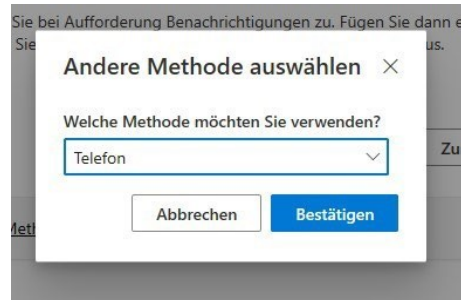 Sie bei Aufforderung Benachrichtigungen zu. Fügen Sie dann e
Sie
us.
Andere Methode auswählen
Welche Methode möchten Sie verwenden?
Telefon
Zu
Abbrechen
Bestätigen
Meth